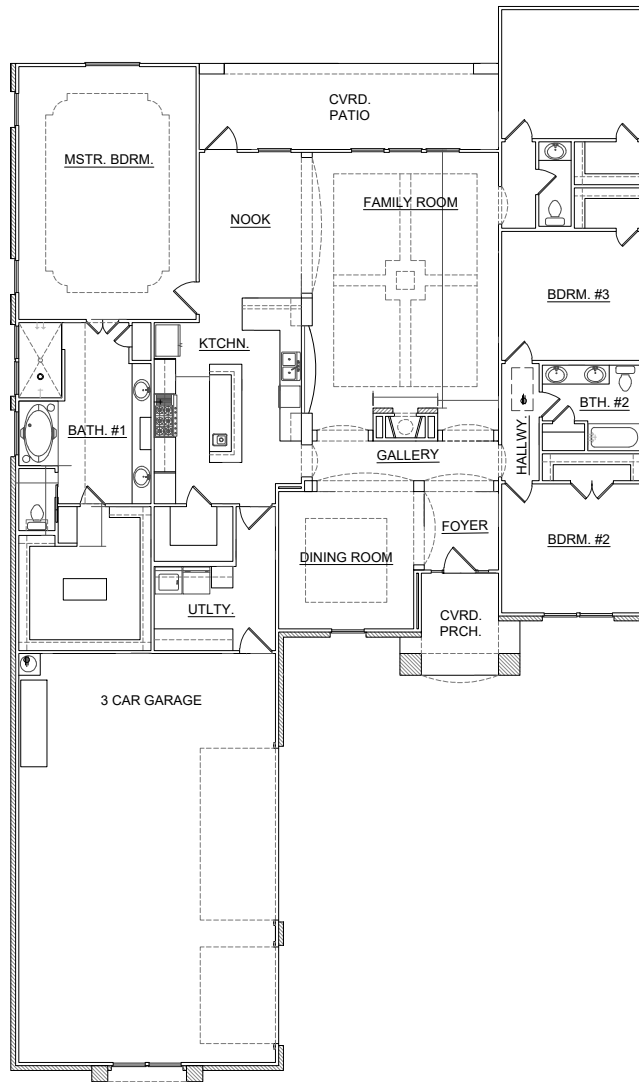 CVRD.
PATIO
MSTR. BDRM.
FAMILY ROOM
NOOK
BDRM. #3
KTCHN.
BTH. #2
BATH. #1
GALLERY
HALLWY.
FOYER
BDRM. #2
DINING ROOM
UTLTY.
CVRD.
PRCH.
3 CAR GARAGE